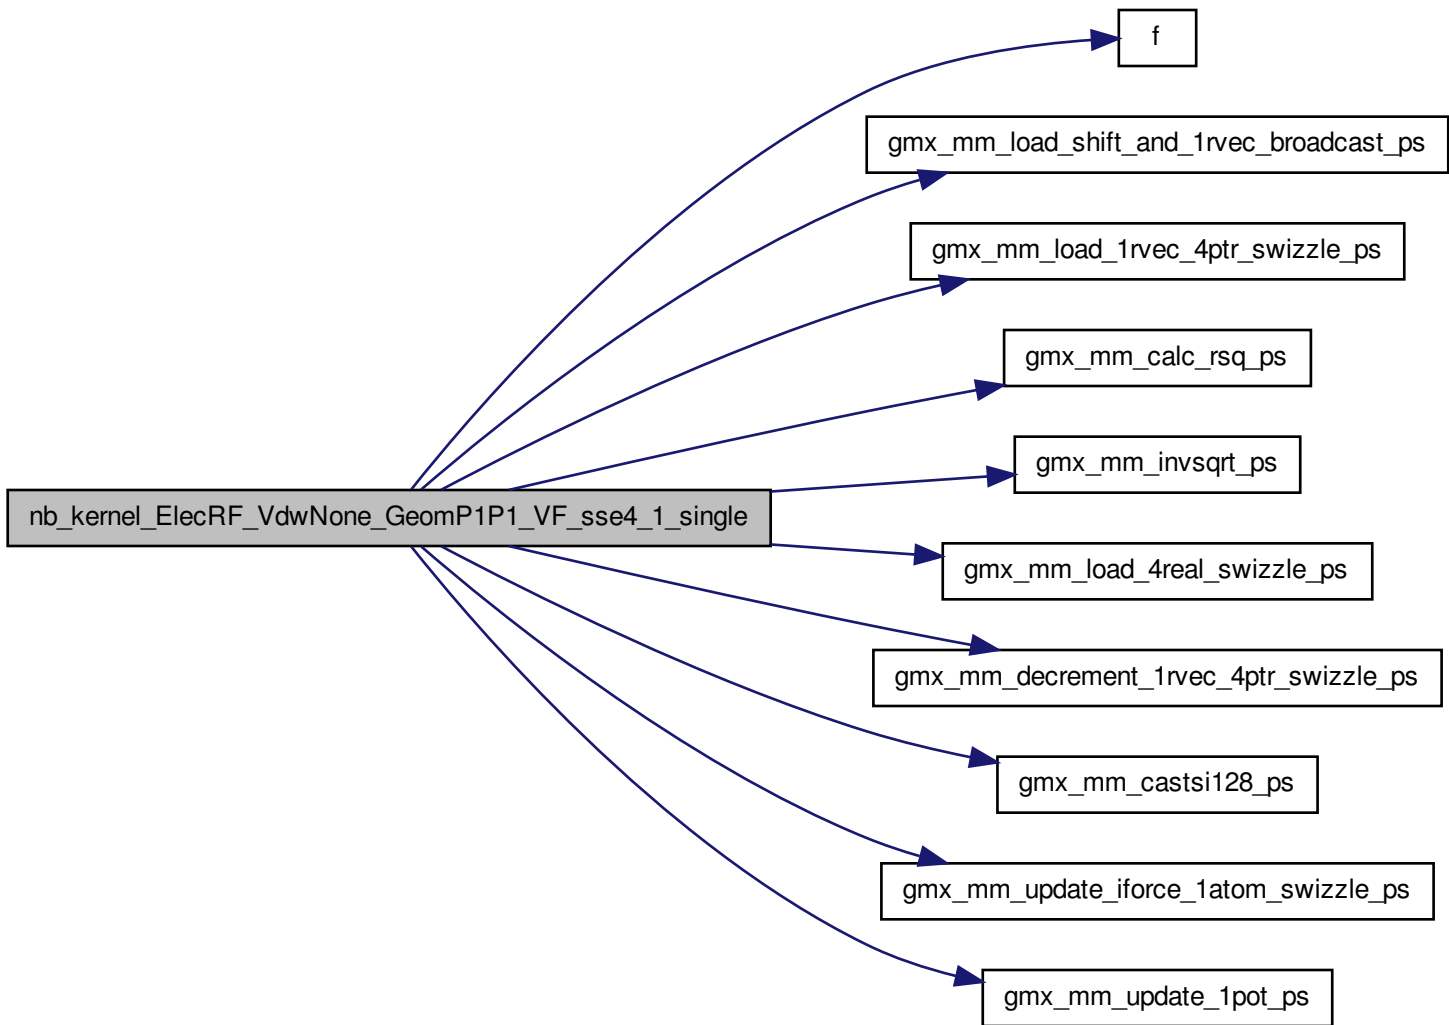 f
gmx_mm_load_shift_and_1rvec_broadcast_ps
gmx_mm_load_1rvec_4ptr_swizzle_ps
gmx_mm_calc_rsq_ps
gmx_mm_invsqrt_ps
nb_kernel_ElecRF_VdwNone_GeomP1P1_VF_sse4_1_single
gmx_mm_load_4real_swizzle_ps
gmx_mm_decrement_1rvec_4ptr_swizzle_ps
gmx_mm_castsi128_ps
gmx_mm_update_iforce_1atom_swizzle_ps
gmx_mm_update_1pot_ps